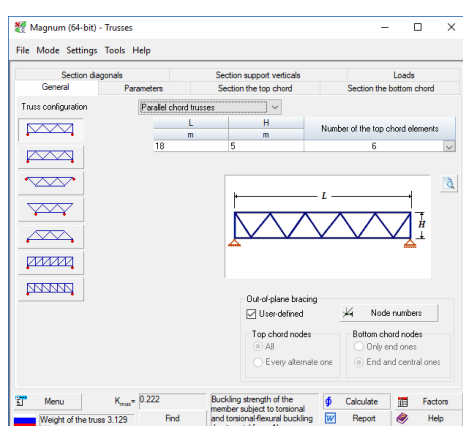 Magnum (64-bit) - Trusses
File Mode Settings Tools Help
Section diagonals Section support verticals Loads
General Parameters Section the top chord Section the bottom chord
Truss configuration Parallel chord trusses
L H Number of the top chord elements
m m
18 5 6
L
H
Out-of-plane bracing
User-defined Node numbers
Top chord nodes Bottom chord nodes
All Only end ones
Every alternate one End and central ones
Menu Kmax= 0.222 Buckling strength of the Calculate Factors
member subject to torsional
Weight of the truss 3.129 Find and torsional-flexural buckling Report Help